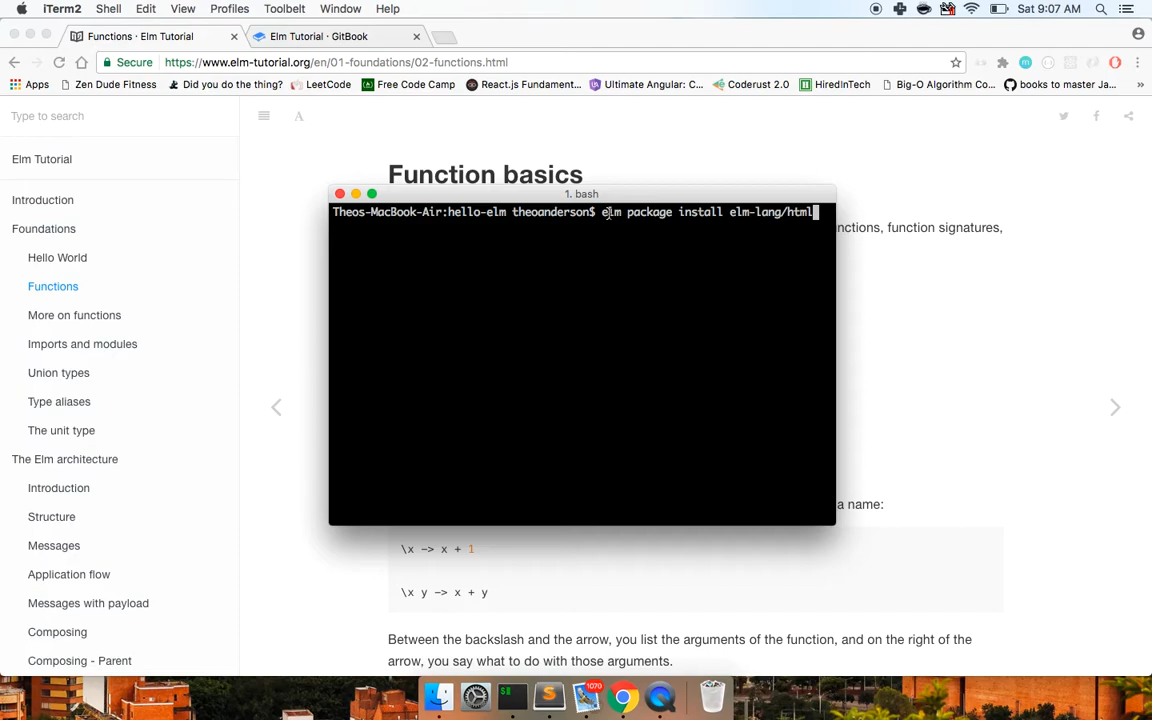 iTerm2 Shell Edit View Profiles Toolbelt Window Help Sat 9:07 AM
Functions · Elm Tutorial Elm Tutorial · GitBook
Secure https://www.elm-tutorial.org/en/01-foundations/02-functions.html
Apps Zen Dude Fitness Did you do the thing? LeetCode Free Code Camp React.js Fundament... Ultimate Angular: C... Coderust 2.0 HiredInTech Big-O Algorithm Co... books to master Ja... »
Type to search
A
Elm Tutorial
Introduction
Foundations
Hello World
Functions
More on functions
Imports and modules
Union types
Type aliases
The unit type
The Elm architecture
Introduction
Structure
Messages
Application flow
Messages with payload
Composing
Composing - Parent
Function basics
1. bash
Theos-MacBook-Air:hello-elm theoanderson$ elm package install elm-lang/html
nctions, function signatures,
a name:
\x -> x + 1
\x y -> x + y
Between the backslash and the arrow, you list the arguments of the function, and on the right of the
arrow, you say what to do with those arguments.
1070